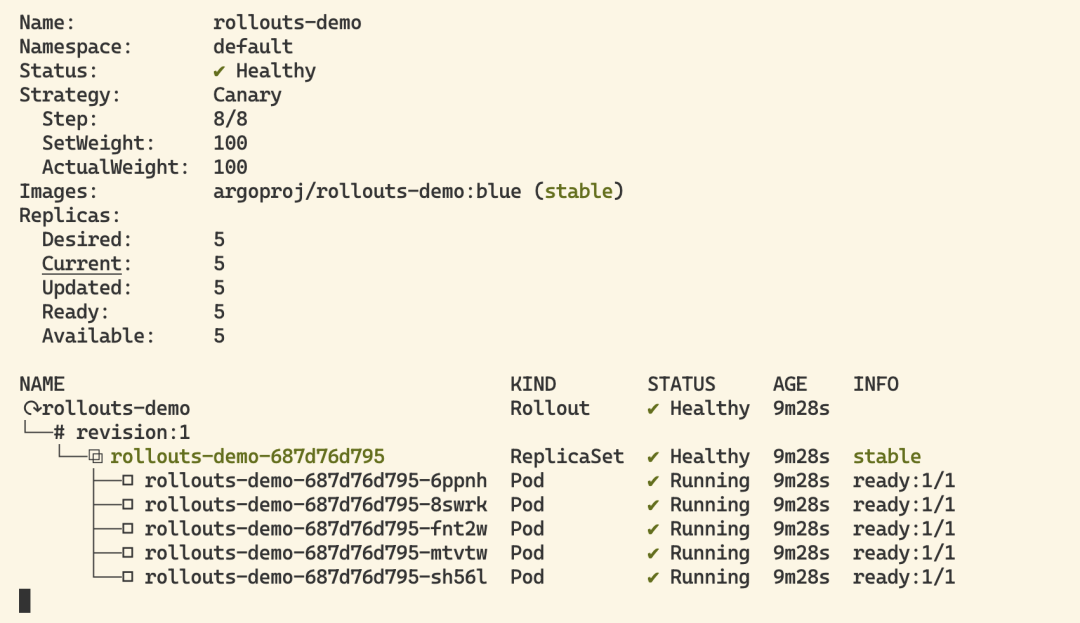 Name:            rollouts-demo
Namespace:       default
Status:          ✔ Healthy
Strategy:        Canary
  Step:          8/8
  SetWeight:     100
  ActualWeight:  100
Images:          argoproj/rollouts-demo:blue (stable)
Replicas:
  Desired:       5
  Current:       5
  Updated:       5
  Ready:         5
  Available:     5
NAME                                       KIND        STATUS     AGE    INFO
⟳rollouts-demo                            Rollout     ✔ Healthy  9m28s
└──# revision:1
   └──⧉ rollouts-demo-687d76d795           ReplicaSet  ✔ Healthy  9m28s  stable
      ├──□ rollouts-demo-687d76d795-6ppnh  Pod         ✔ Running  9m28s  ready:1/1
      ├──□ rollouts-demo-687d76d795-8swrk  Pod         ✔ Running  9m28s  ready:1/1
      ├──□ rollouts-demo-687d76d795-fnt2w  Pod         ✔ Running  9m28s  ready:1/1
      ├──□ rollouts-demo-687d76d795-mtvtw  Pod         ✔ Running  9m28s  ready:1/1
      └──□ rollouts-demo-687d76d795-sh56l  Pod         ✔ Running  9m28s  ready:1/1